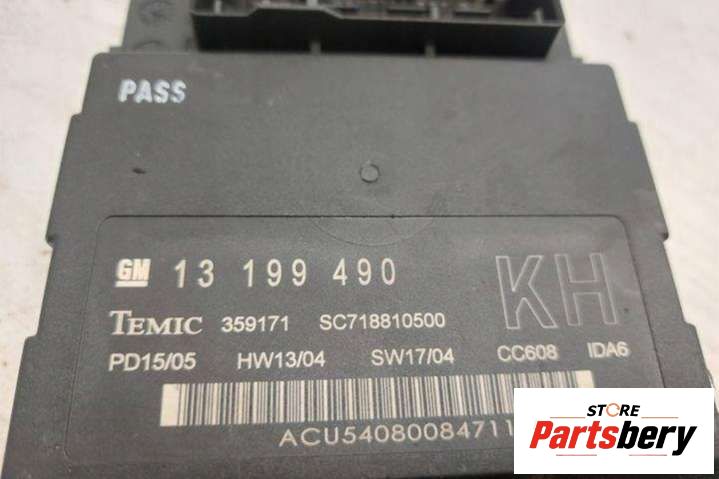 PASS
GM 13 199 490
KH
TEMIC 359171 SC718810500
PD15/05 HW13/04 SW17/04 CC608 IDA6
STORE
Partsbery